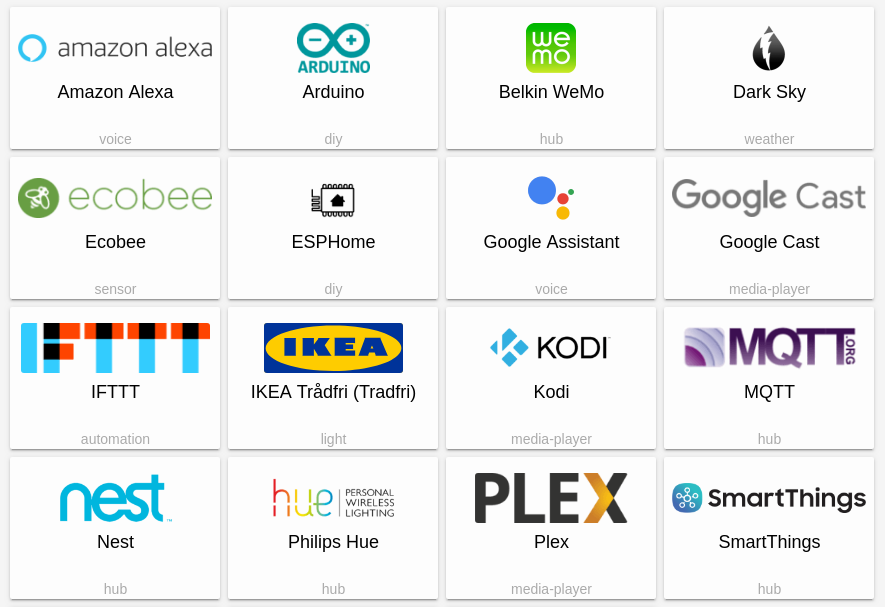 amazon alexa
Amazon Alexa
voice
ARDUINO
Arduino
diy
we
mo
Belkin WeMo
hub
Dark Sky
weather
ecobee
Ecobee
sensor
ESPHome
diy
Google Assistant
voice
Google Cast
Google Cast
media-player
IFTTT
IFTTT
automation
IKEA
IKEA Trådfri (Tradfri)
light
KODI
Kodi
media-player
MQTT.ORG
MQTT
hub
nest™
Nest
hub
hue PERSONAL
WIRELESS
LIGHTING
Philips Hue
hub
PLEX
Plex
media-player
SmartThings
SmartThings
hub